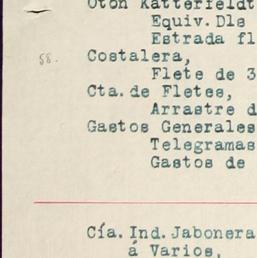 Oton Katterfeldt
Equiv. Dls
Estrada fl
58.
Costalera,
Flete de 3
Cta. de Fletes,
Arrastre d
Gastos Generales
Telegramas
Gastos de
Cía. Ind. Jabonera
á Varios,